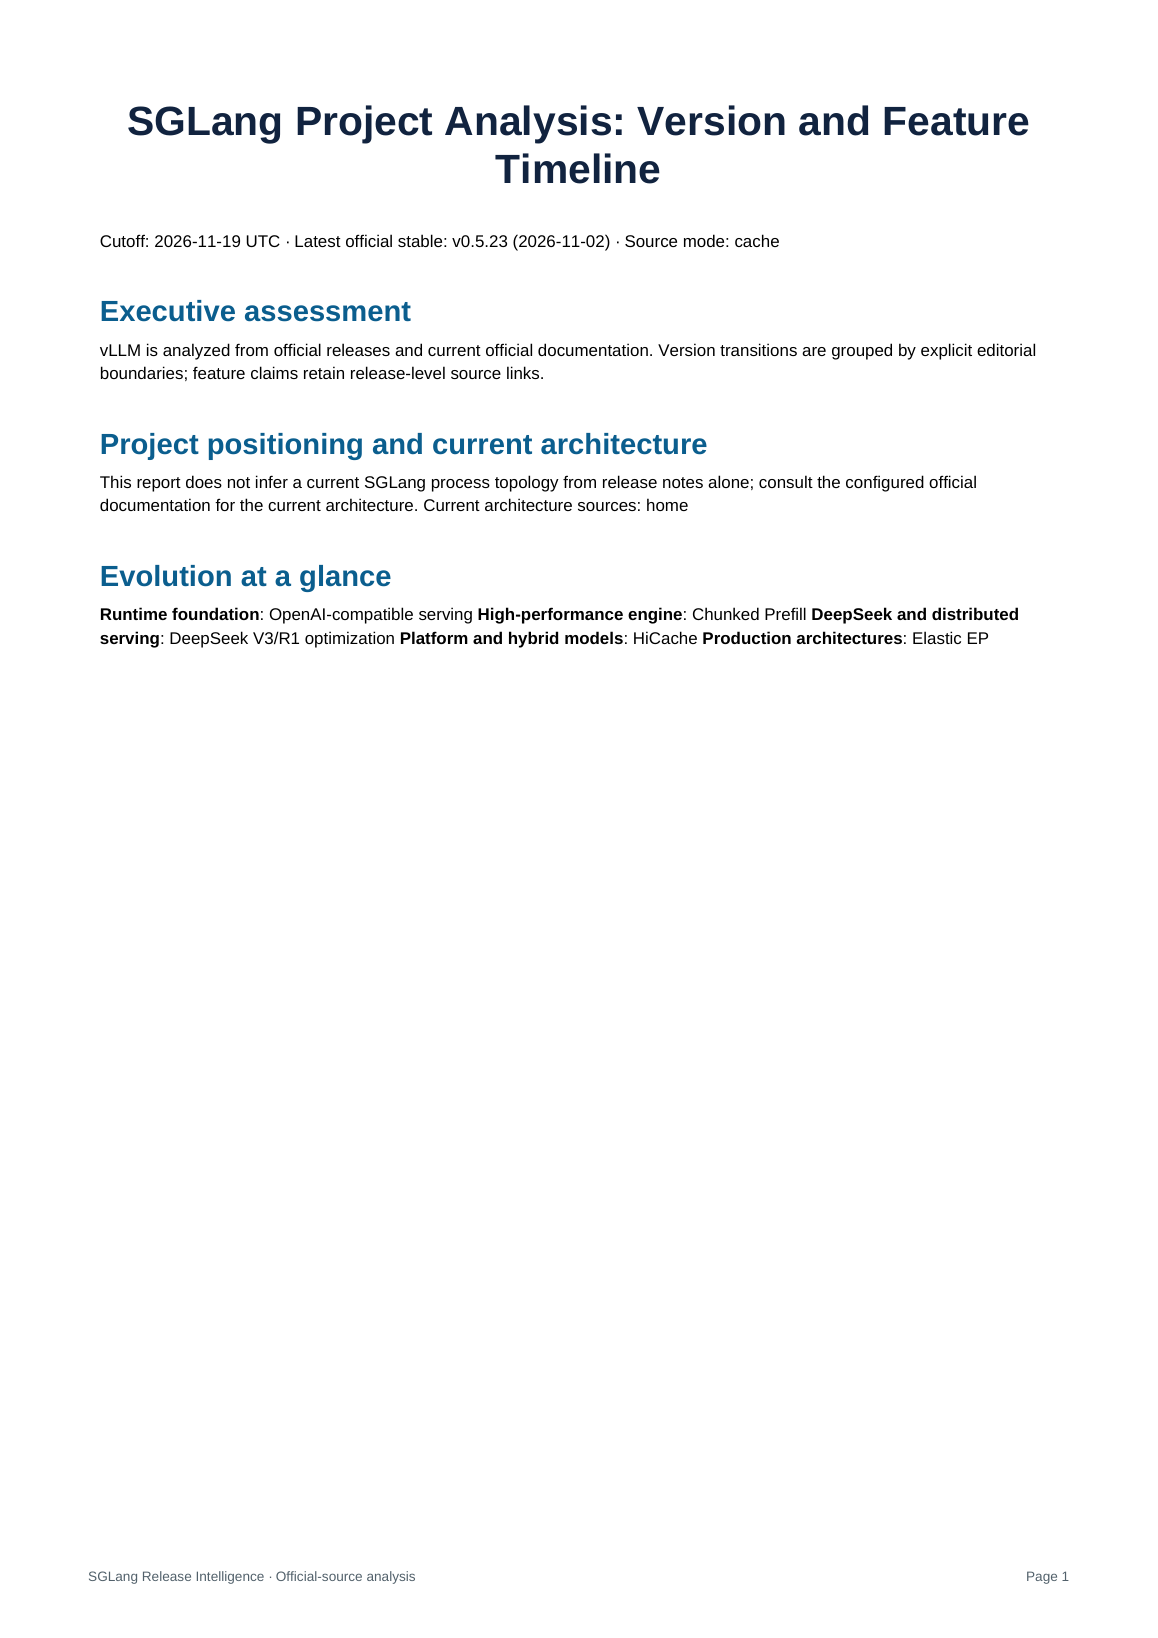 SGLang Project Analysis: Version and Feature
Timeline
Cutoff: 2026-11-19 UTC · Latest official stable: v0.5.23 (2026-11-02) · Source mode: cache
Executive assessment
vLLM is analyzed from official releases and current official documentation. Version transitions are grouped by explicit editorial
boundaries; feature claims retain release-level source links.
Project positioning and current architecture
This report does not infer a current SGLang process topology from release notes alone; consult the configured official
documentation for the current architecture. Current architecture sources: home
Evolution at a glance
Runtime foundation: OpenAI-compatible serving High-performance engine: Chunked Prefill DeepSeek and distributed
serving: DeepSeek V3/R1 optimization Platform and hybrid models: HiCache Production architectures: Elastic EP
SGLang Release Intelligence · Official-source analysis
Page 1